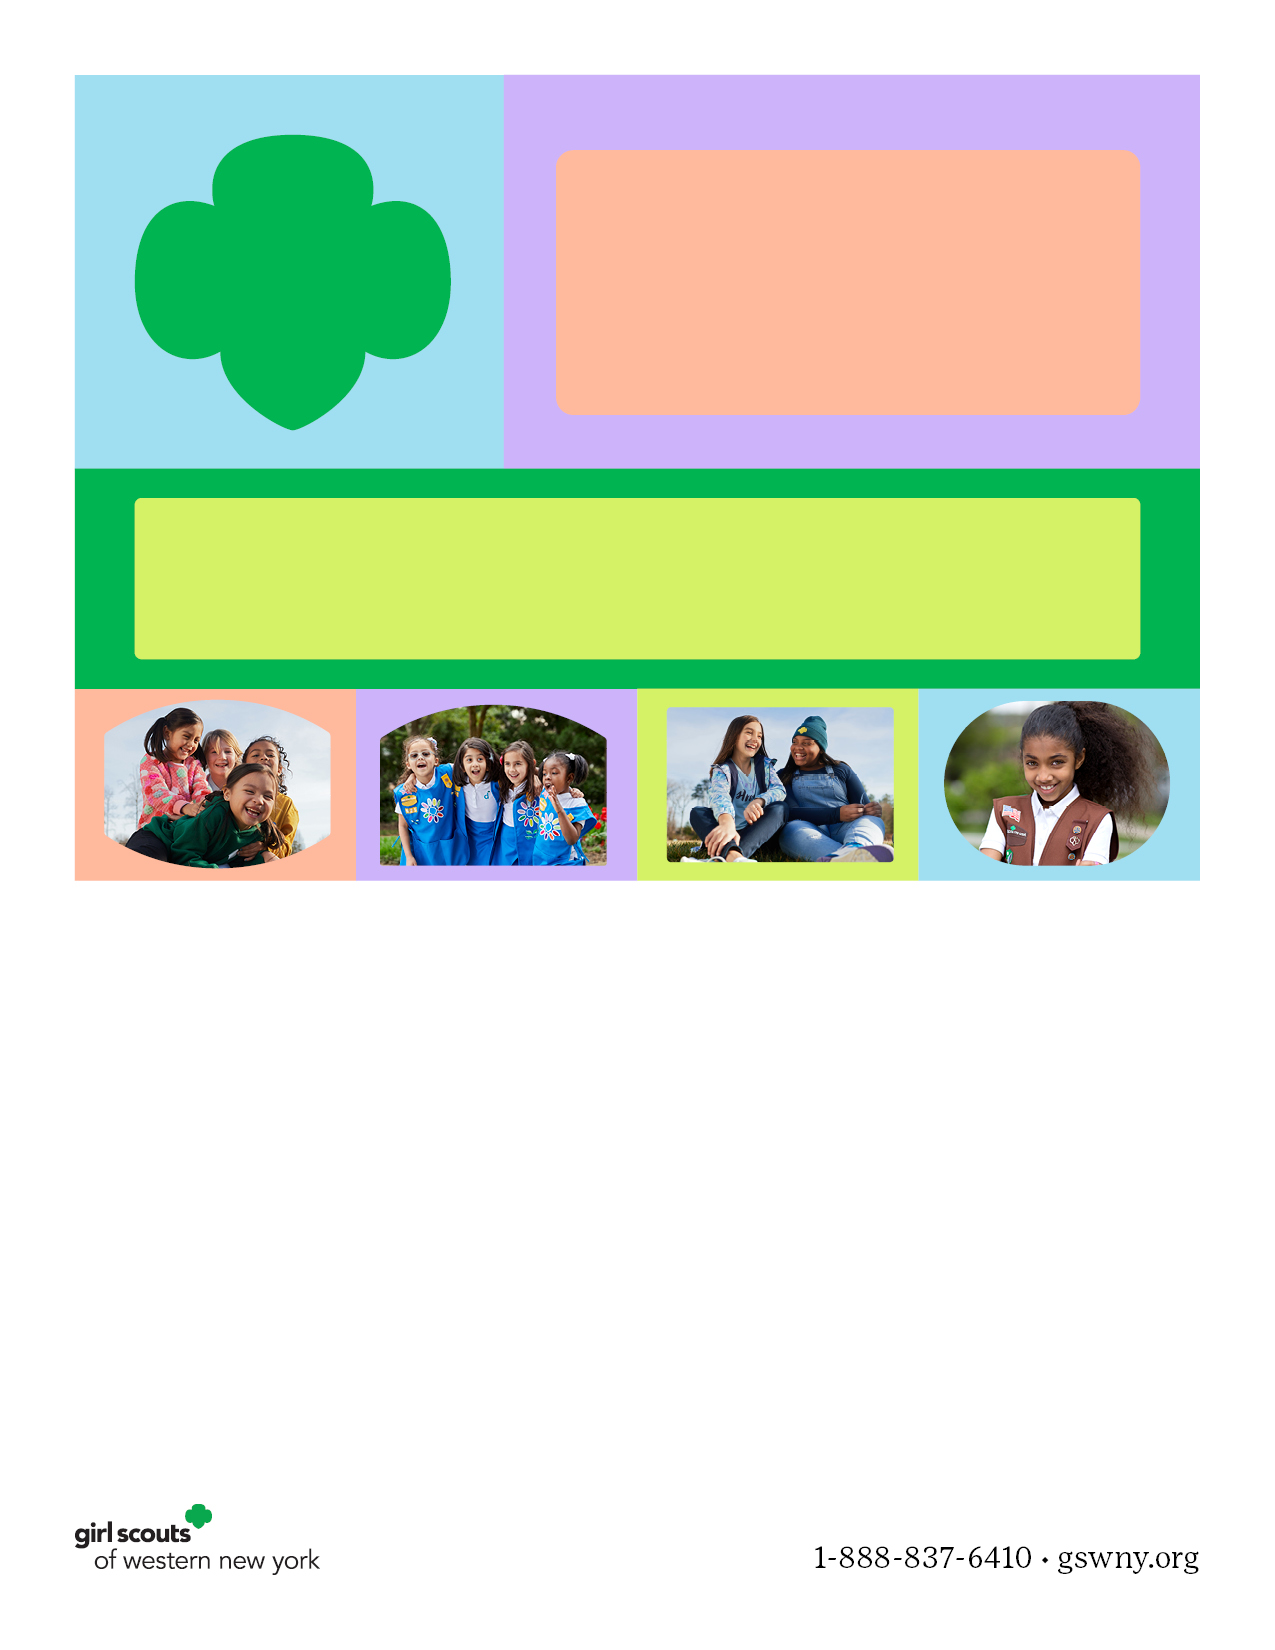 girl scouts
of western new york
1-888-837-6410 • gswny.org